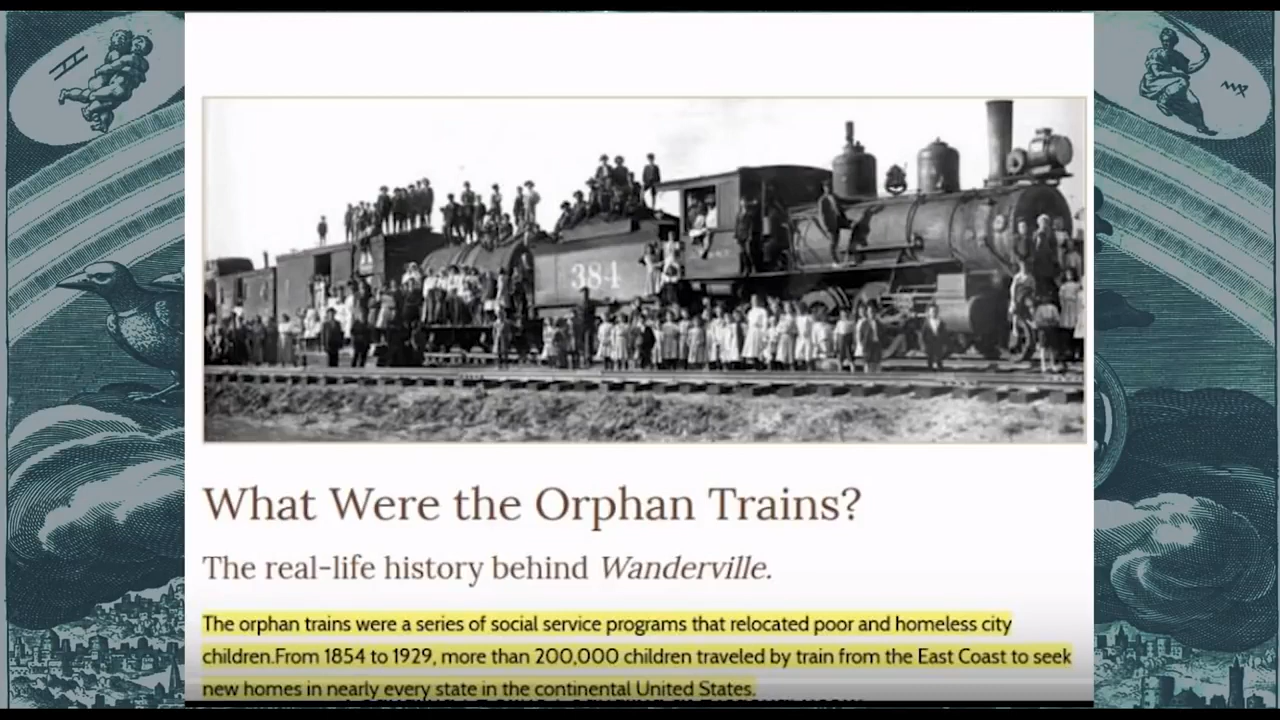 384
What Were the Orphan Trains?
The real-life history behind Wanderville.
The orphan trains were a series of social service programs that relocated poor and homeless city
children.From 1854 to 1929, more than 200,000 children traveled by train from the East Coast to seek
new homes in nearly every state in the continental United States.